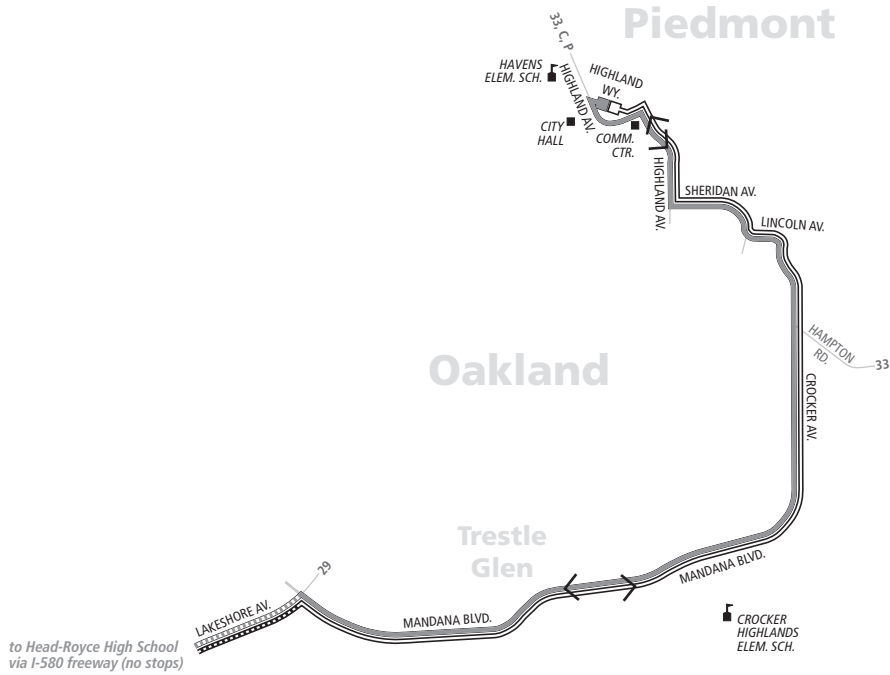 Piedmont
33, C, P
HAVENS
ELEM. SCH.
HIGHLAND AV.
HIGHLAND
WY.
CITY
HALL
COMM.
CTR.
HIGHLAND AV.
SHERIDAN AV.
LINCOLN AV.
HAMPTON
RD.
33
Oakland
CROCKER AV.
Trestle
Glen
29
LAKESHORE AV.
MANDANA BLVD.
MANDANA BLVD.
CROCKER
HIGHLANDS
ELEM. SCH.
to Head-Royce High School
via I-580 freeway (no stops)